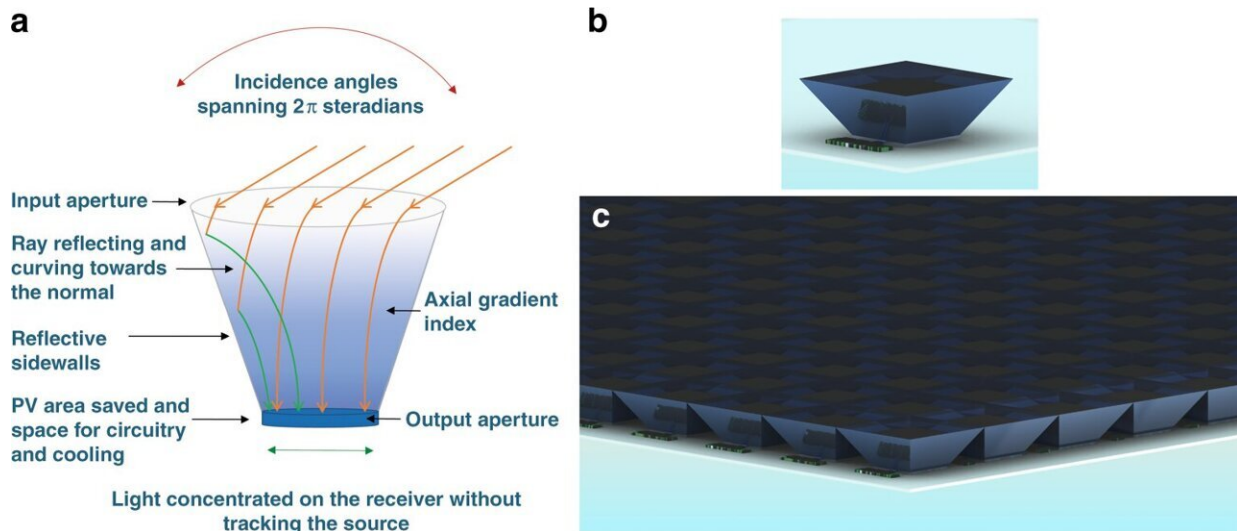 a
Incidence angles
spanning 2π steradians
Input aperture
Ray reflecting and
curving towards
the normal
Axial gradient
index
Reflective
sidewalls
PV area saved and
space for circuitry
and cooling
Output aperture
Light concentrated on the receiver without
tracking the source
b
c